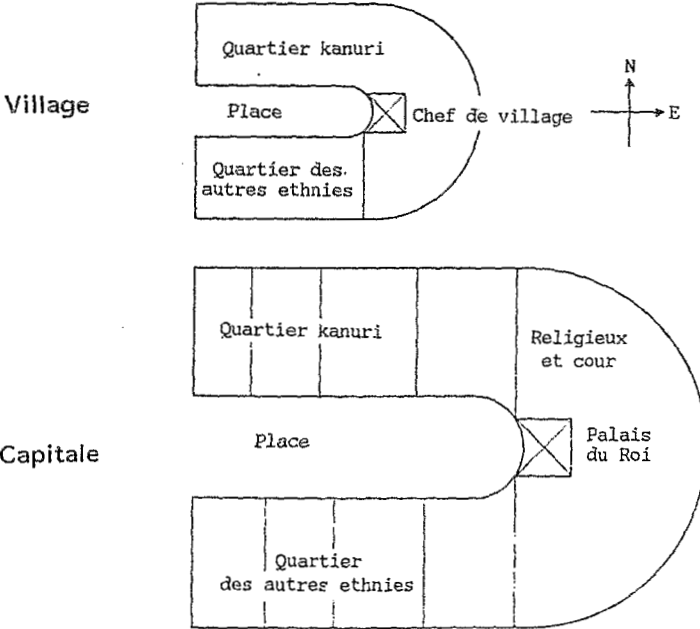 Quartier kanuri
N
Village
Place
E
Chef de village
Quartier des
autres ethnies
Quartier kanuri
Religieux
et cour
Place
Palais
du Roi
Capitale
Quartier
des autres ethnies